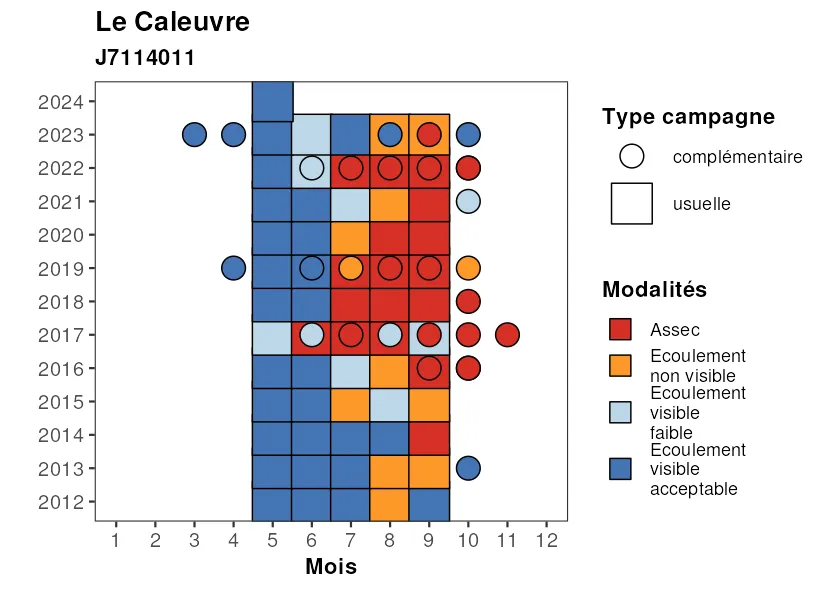 Le Caleuvre
J7114011
2024
2023
2022
2021
2020
2019
2018
2017
2016
2015
2014
2013
2012
1 2 3 4 5 6 7 8 9 10 11 12
Mois
Type campagne
complémentaire
usuelle
Modalités
Assec
Ecoulement
non visible
Ecoulement
visible
faible
Ecoulement
visible
acceptable